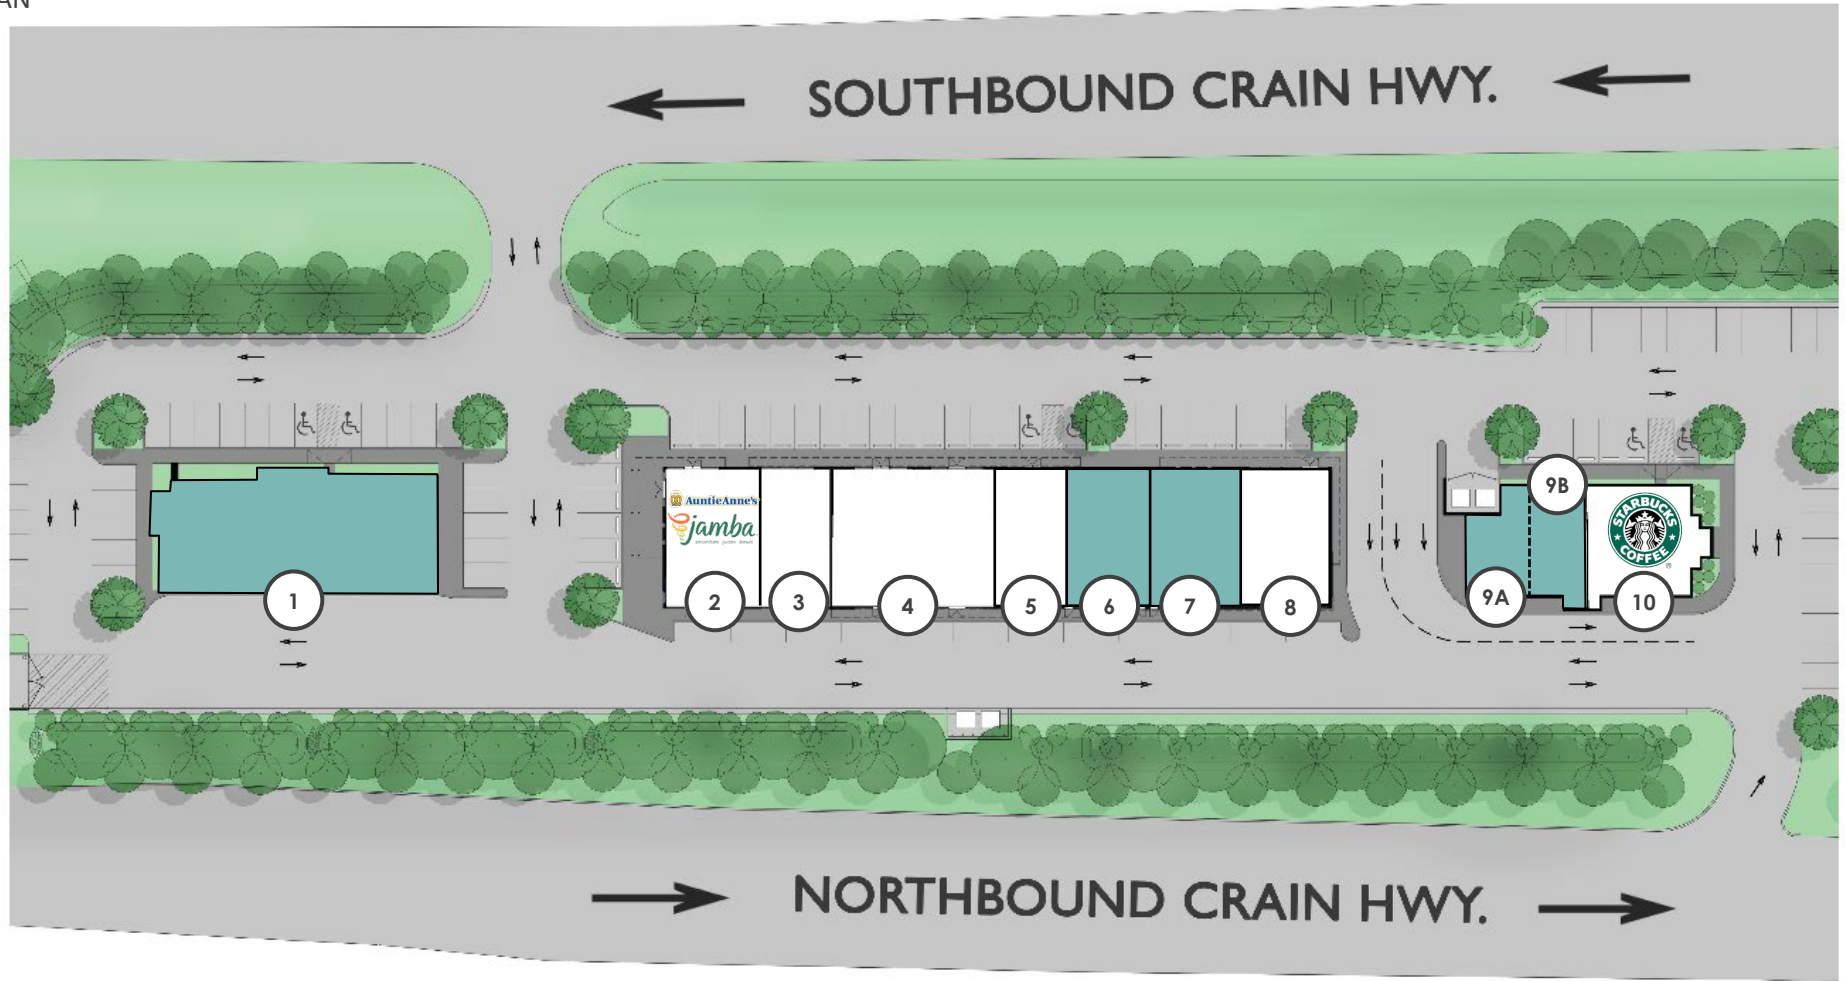 AN
SOUTHBOUND CRAIN HWY.
AuntieAnne's
jamba
9B
STARBUCKS
COFFEE
1
2
3
4
5
6
7
8
9A
10
NORTHBOUND CRAIN HWY.